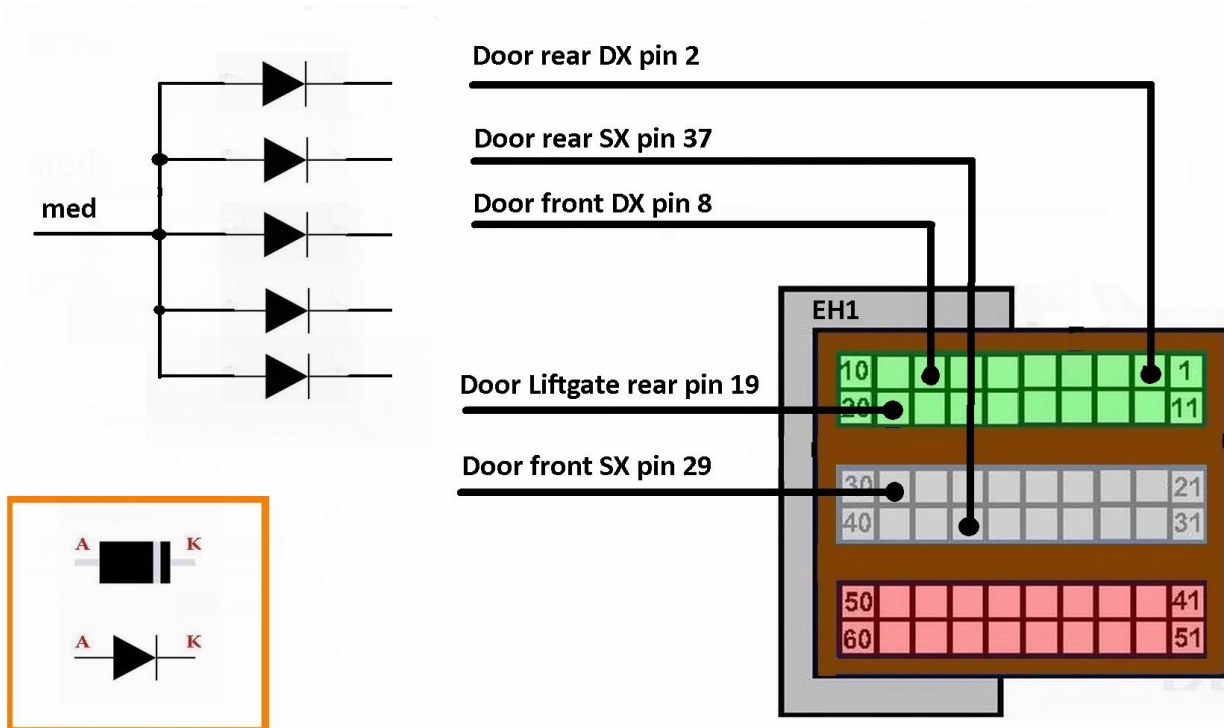 Door rear DX pin 2
Door rear SX pin 37
Door front DX pin 8
med
EH1
10 1
20 11
Door Liftgate rear pin 19
Door front SX pin 29
30 21
40 31
A K
A K
50 41
60 51